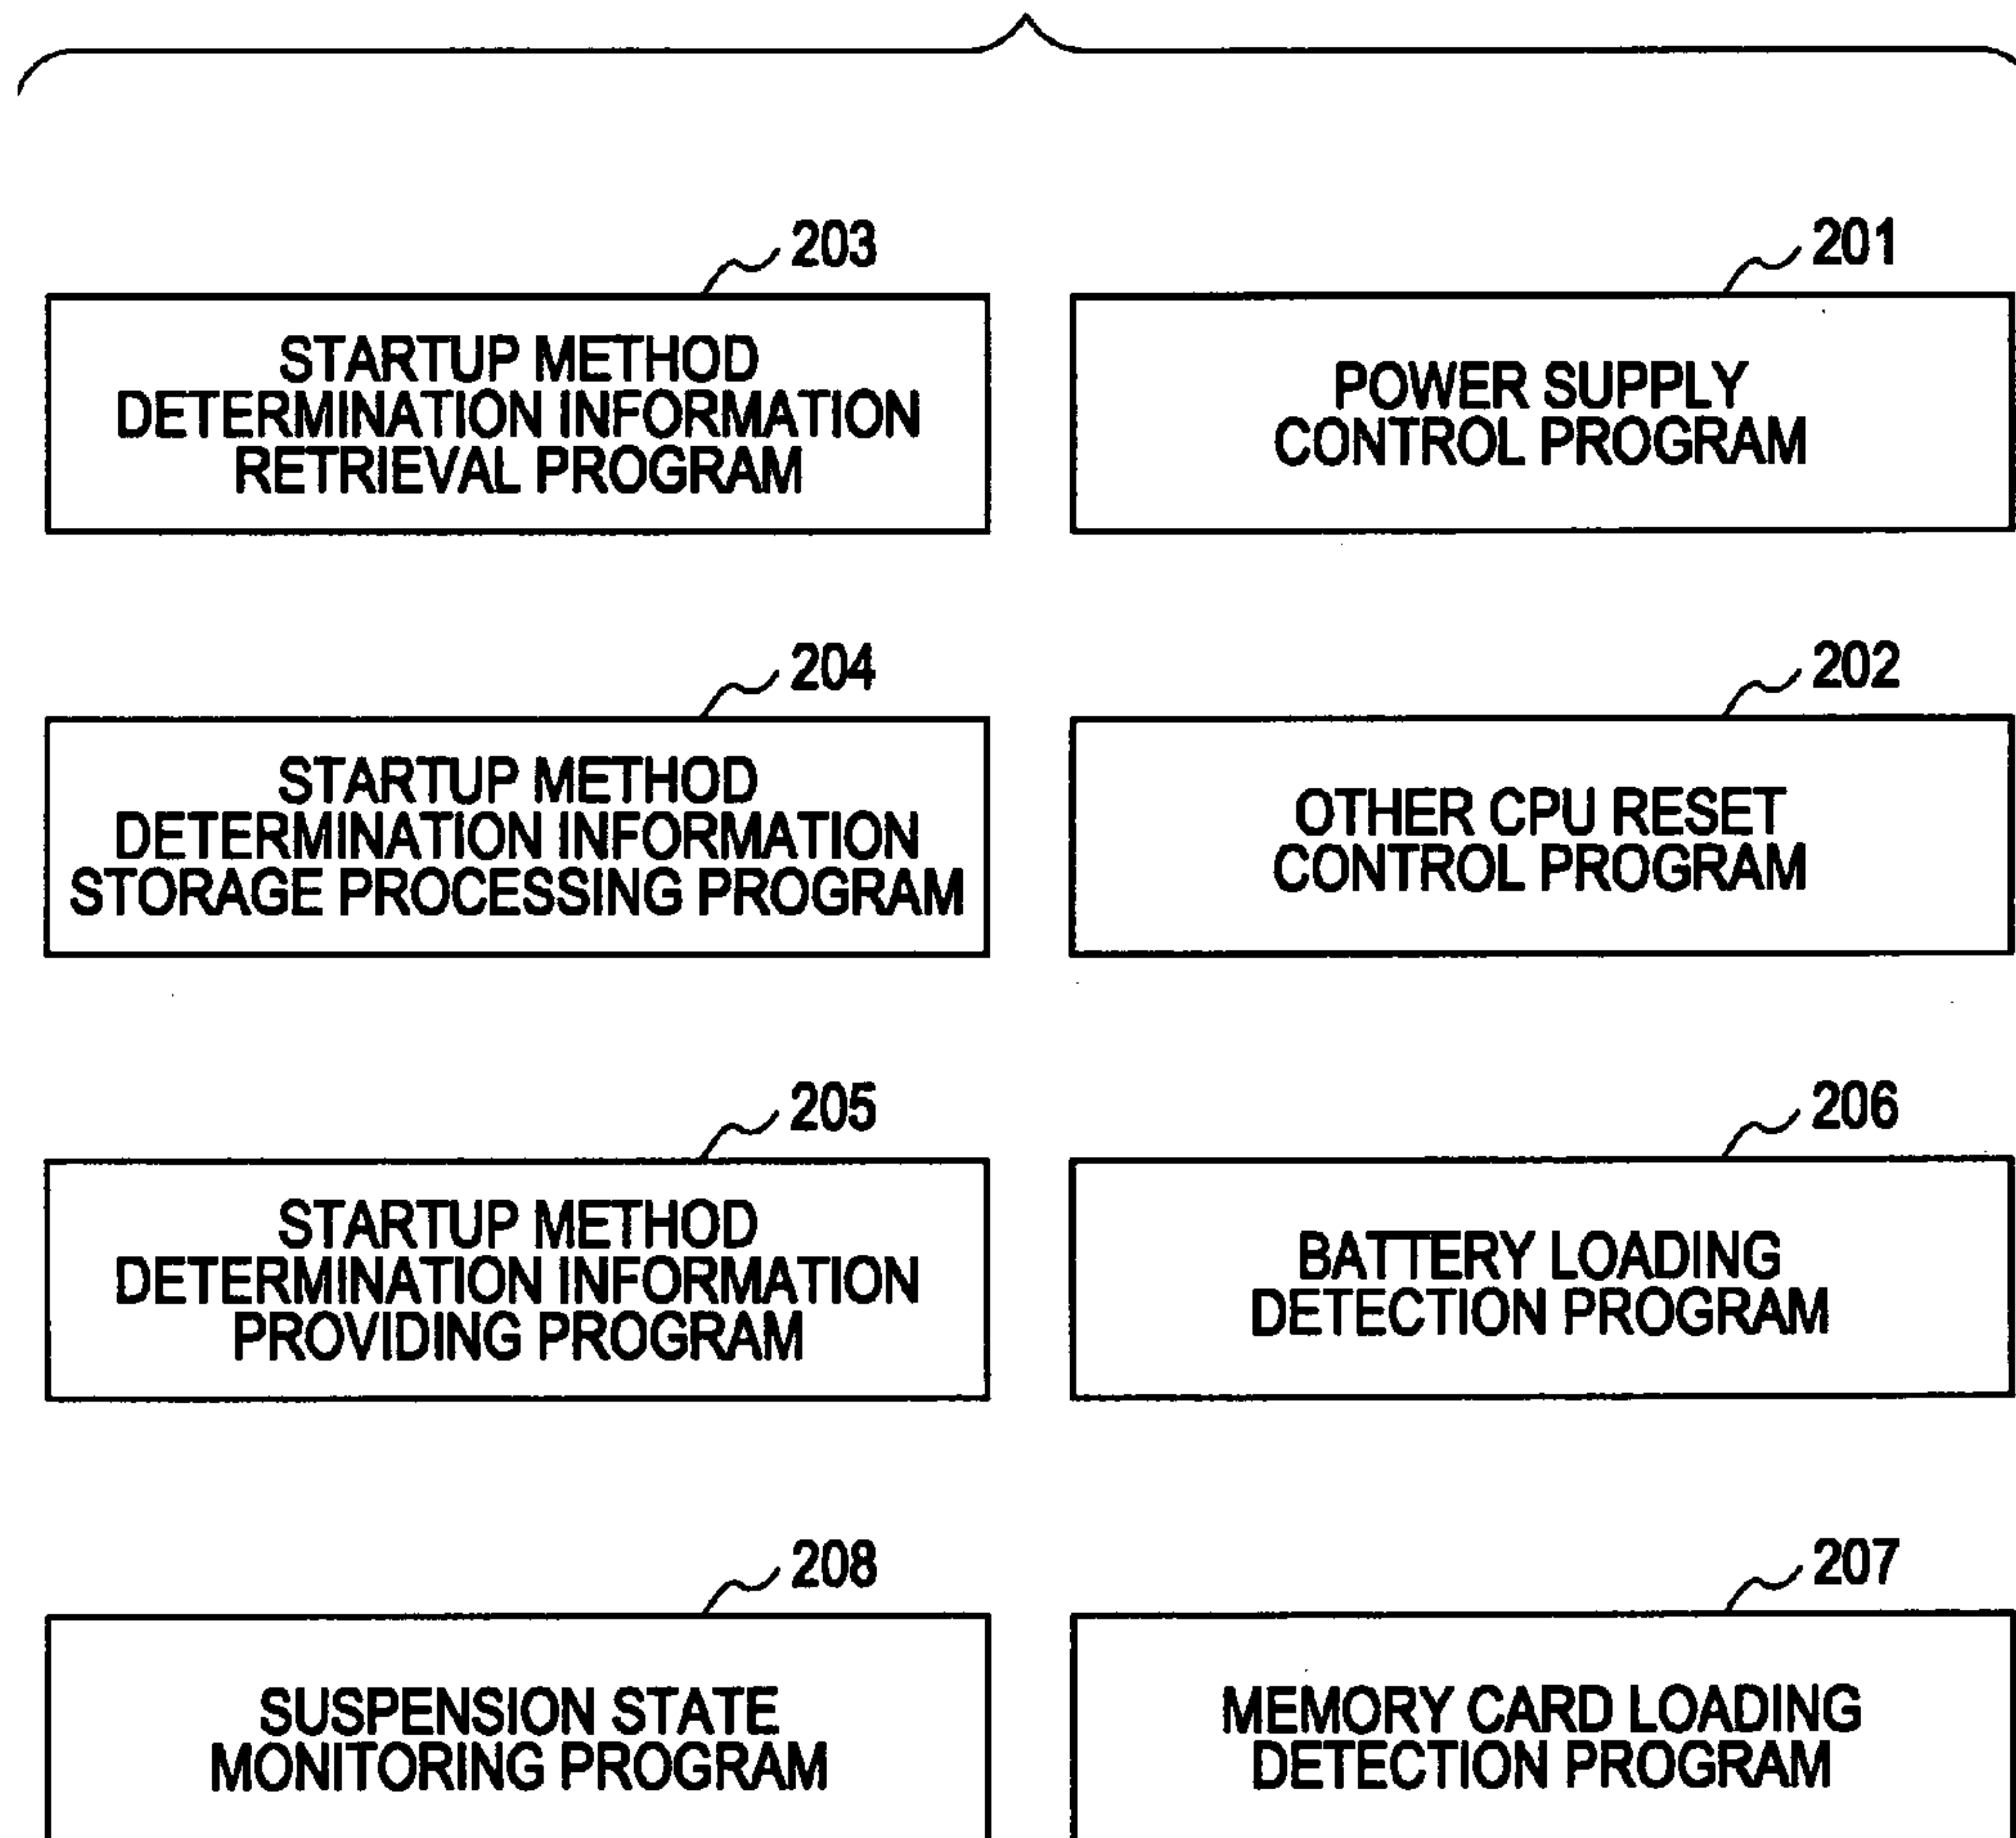 203
STARTUP METHOD
DETERMINATION INFORMATION
RETRIEVAL PROGRAM
201
POWER SUPPLY
CONTROL PROGRAM
204
STARTUP METHOD
DETERMINATION INFORMATION
STORAGE PROCESSING PROGRAM
202
OTHER CPU RESET
CONTROL PROGRAM
205
STARTUP METHOD
DETERMINATION INFORMATION
PROVIDING PROGRAM
206
BATTERY LOADING
DETECTION PROGRAM
208
SUSPENSION STATE
MONITORING PROGRAM
207
MEMORY CARD LOADING
DETECTION PROGRAM